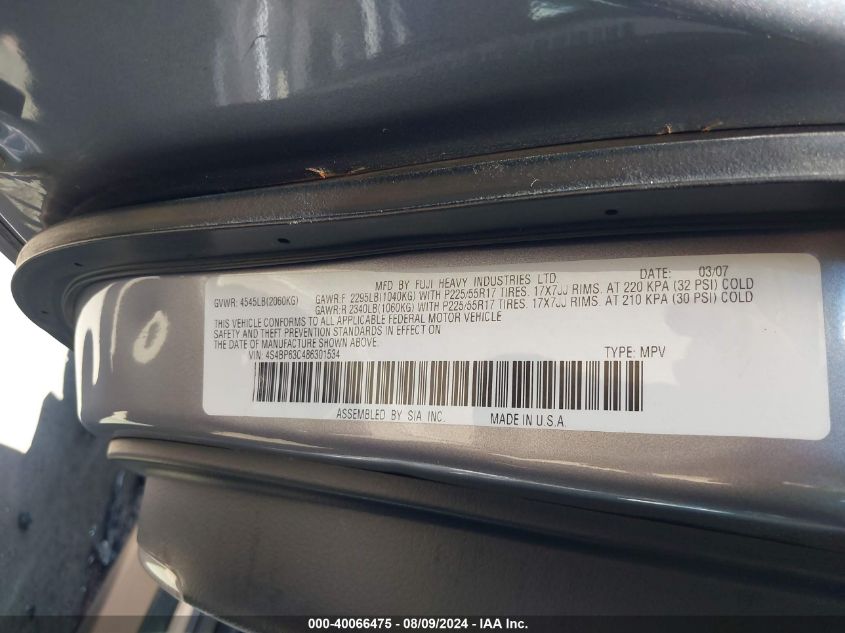 MFD BY FUJI HEAVY INDUSTRIES LTD. DATE: 03/07
GVWR: 4545LB(2060KG) GAWR:F 2295LB(1040KG) WITH P225/55R17 TIRES. 17X7JJ RIMS. AT 220 KPA (32 PSI) COLD
GAWR:R 2340LB(1060KG) WITH P225/55R17 TIRES. 17X7JJ RIMS. AT 210 KPA (30 PSI) COLD
THIS VEHICLE CONFORMS TO ALL APPLICABLE FEDERAL MOTOR VEHICLE
SAFETY AND THEFT PREVENTION STANDARDS IN EFFECT ON
THE DATE OF MANUFACTURE SHOWN ABOVE.
VIN: 4S4BP63C486301534 TYPE: MPV
ASSEMBLED BY SIA INC. MADE IN U.S.A
000-40066475 - 08/09/2024 - IAA Inc.